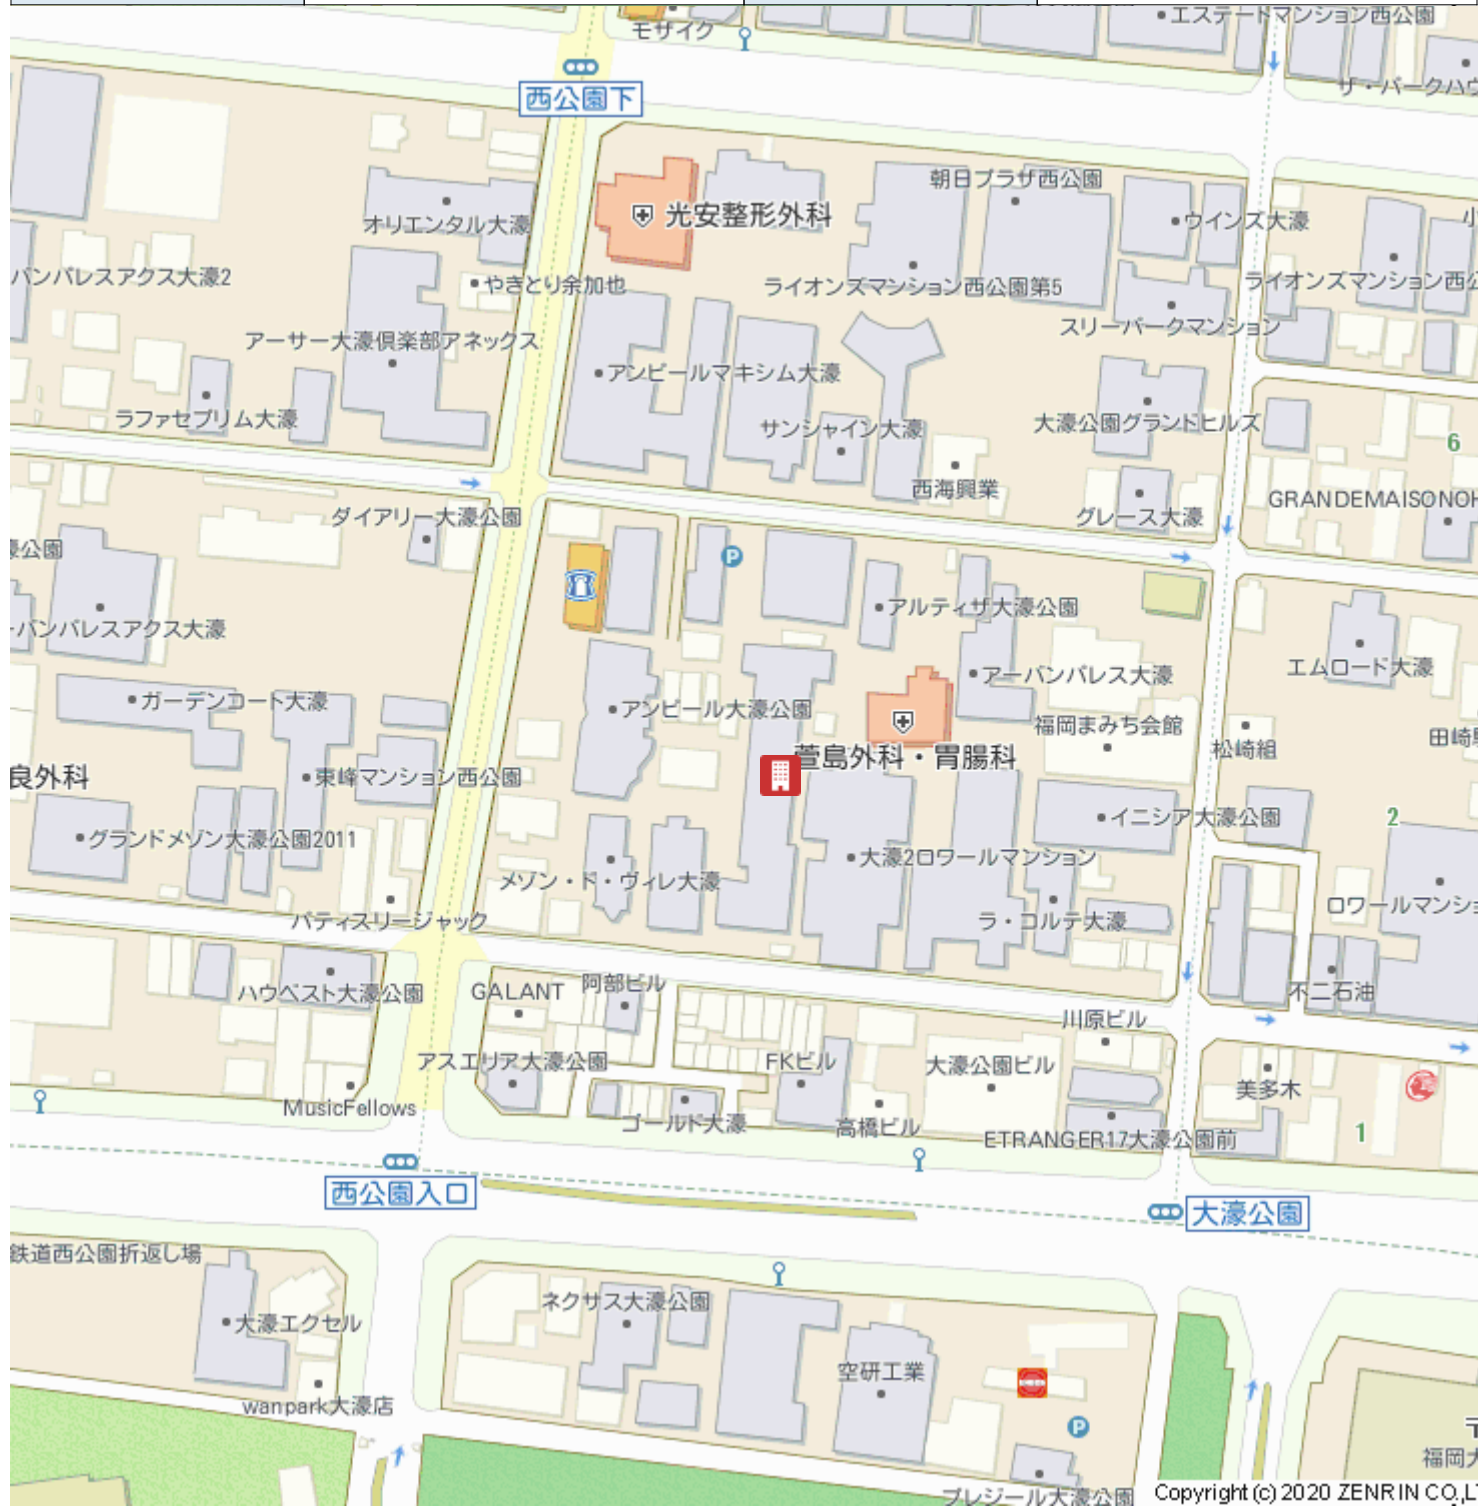 モザイク
エステートマンション西公園
西公園下
ザ・パークハウ
朝日プラザ西公園
光安整形外科
オリエンタル大濠
ウインズ大濠
バンパレスアクス大濠2
やきとり余加也
ライオンズマンション西公園第5
ライオンズマンション西公
スリーパークマンション
アーサー大濠倶楽部アネックス
アンピールマキシム大濠
ラファセプリム大濠
サンシャイン大濠
大濠公園グランドヒルズ
6
西海興業
GRANDEMAISONOH
ダイアリー大濠公園
グレース大濠
濠公園
P
アルティザ大濠公園
バンパレスアクス大濠
エムロード大濠
アーバンパレス大濠
ガーデンコート大濠
アンピール大濠公園
福岡まみち会館
松崎組
田崎
萱島外科・胃腸科
良外科
東峰マンション西公園
イニシア大濠公園
2
グランドメゾン大濠公園2011
大濠2ロワールマンション
メゾン・ド・ヴィレ大濠
ロワールマンショ
パティスリージャック
ラ・コルテ大濠
ハウベスト大濠公園
GALANT
阿部ビル
不二石油
川原ビル
アスエリア大濠公園
FKビル
大濠公園ビル
美多木
MusicFellows
ゴールド大濠
高橋ビル
ETRANGER17大濠公園前
1
西公園入口
大濠公園
鉄道西公園折返し場
ネクサス大濠公園
大濠エクセル
空研工業
wanpark大濠店
P
〒
福岡大
プレジール大濠公園
Copyright (c) 2020 ZENRIN CO.,L